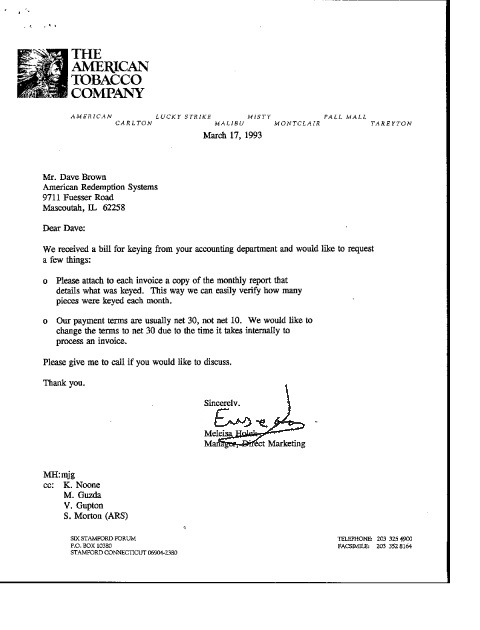 THE
AMERICAN
TOBACCO
COMPANY
AMERICAN LUCKY STRIKE MISTY PALL MALL
CARLTON MALIBU MONTCLAIR TAREYTON
March 17, 1993
Mr. Dave Brown
American Redemption Systems
9711 Fuesser Road
Mascoutah, IL 62258
Dear Dave:
We received a bill for keying from your accounting department and would like to request
a few things:
o Please attach to each invoice a copy of the monthly report that
details what was keyed. This way we can easily verify how many
pieces were keyed each month.
o Our payment terms are usually net 30, not net 10. We would like to
change the terms to net 30 due to the time it takes internally to
process an invoice.
Please give me to call if you would like to discuss.
Thank you.
Sincerely,
Meleisa
Manager, Direct Marketing
MH:mjg
cc: K. Noone
M. Guzda
V. Gupton
S. Morton (ARS)
SIX STAMFORD FORUM TELEPHONE: 203 325 4900
P.O. BOX 10380 FACSIMILE: 203 352 8164
STAMFORD CONNECTICUT 06904-2380